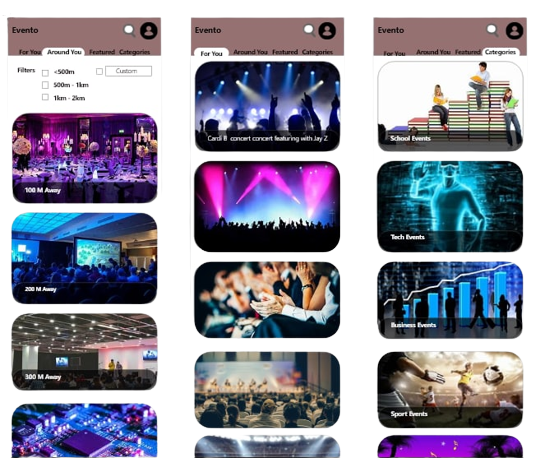 Evento
For You Around You Featured Categories
Filters
<500m
Custom
500m - 1km
1km - 2km
100 M Away
200 M Away
300 M Away
Evento
For You Around You Featured Categories
Cardi B concert concert featuring with Jay Z
Evento
For You Around You Featured Categories
School Events
Tech Events
Business Events
Sport Events